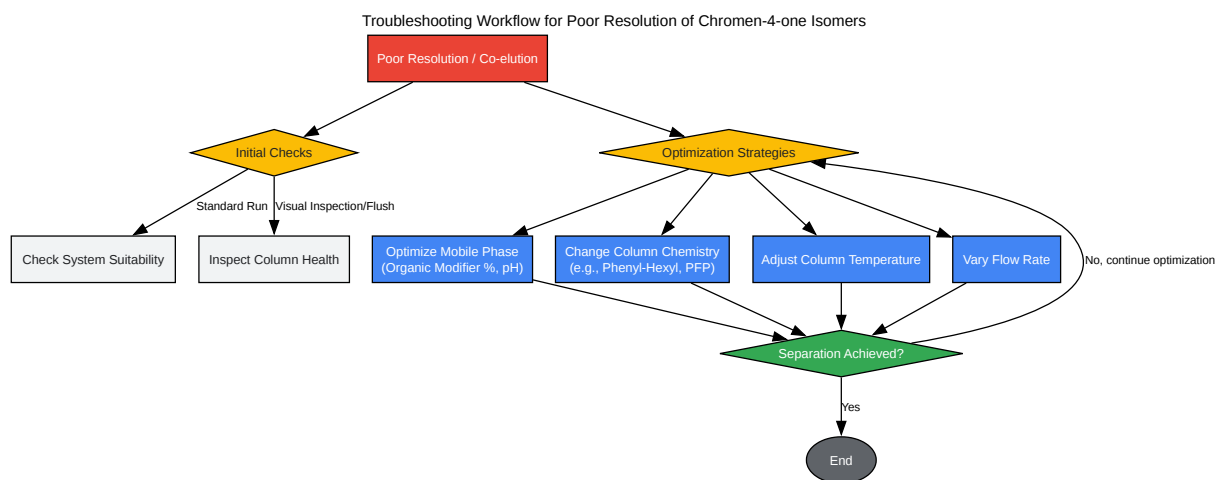 Troubleshooting Workflow for Poor Resolution of Chromen-4-one Isomers
Poor Resolution / Co-elution
Initial Checks
Optimization Strategies
Standard Run
Visual Inspection/Flush
Check System Suitability
Inspect Column Health
Optimize Mobile Phase
(Organic Modifier %, pH)
Change Column Chemistry
(e.g., Phenyl-Hexyl, PFP)
Adjust Column Temperature
Vary Flow Rate
No, continue optimization
Separation Achieved?
Yes
End